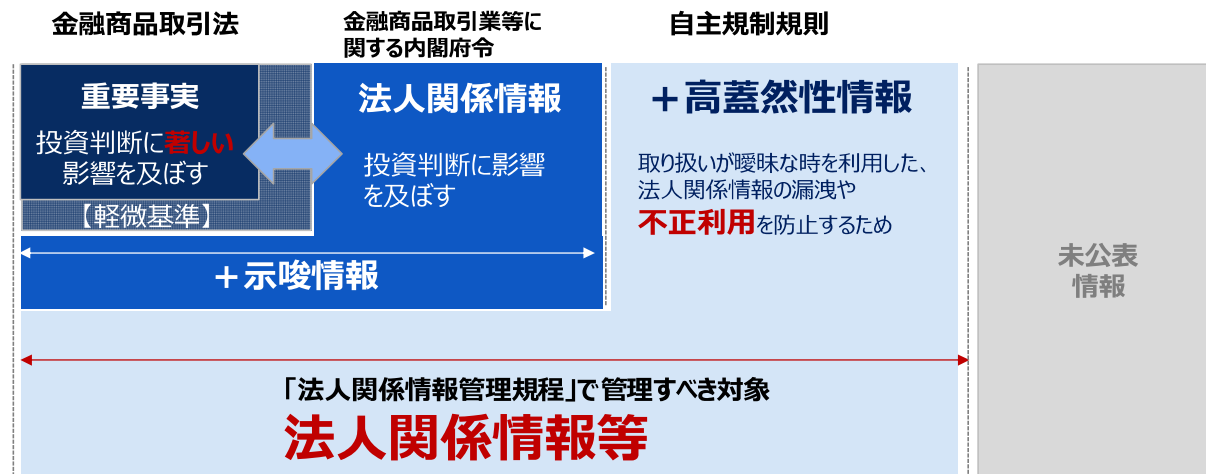 金融商品取引法
金融商品取引業等に
関する内閣府令
自主規制規則
重要事実
投資判断に著しい
影響を及ぼす
【軽微基準】
法人関係情報
投資判断に影響
を及ぼす
＋示唆情報
＋高蓋然性情報
取り扱いが曖昧な時を利用した、
法人関係情報の漏洩や
不正利用を防止するため
未公表
情報
「法人関係情報管理規程」で管理すべき対象
法人関係情報等